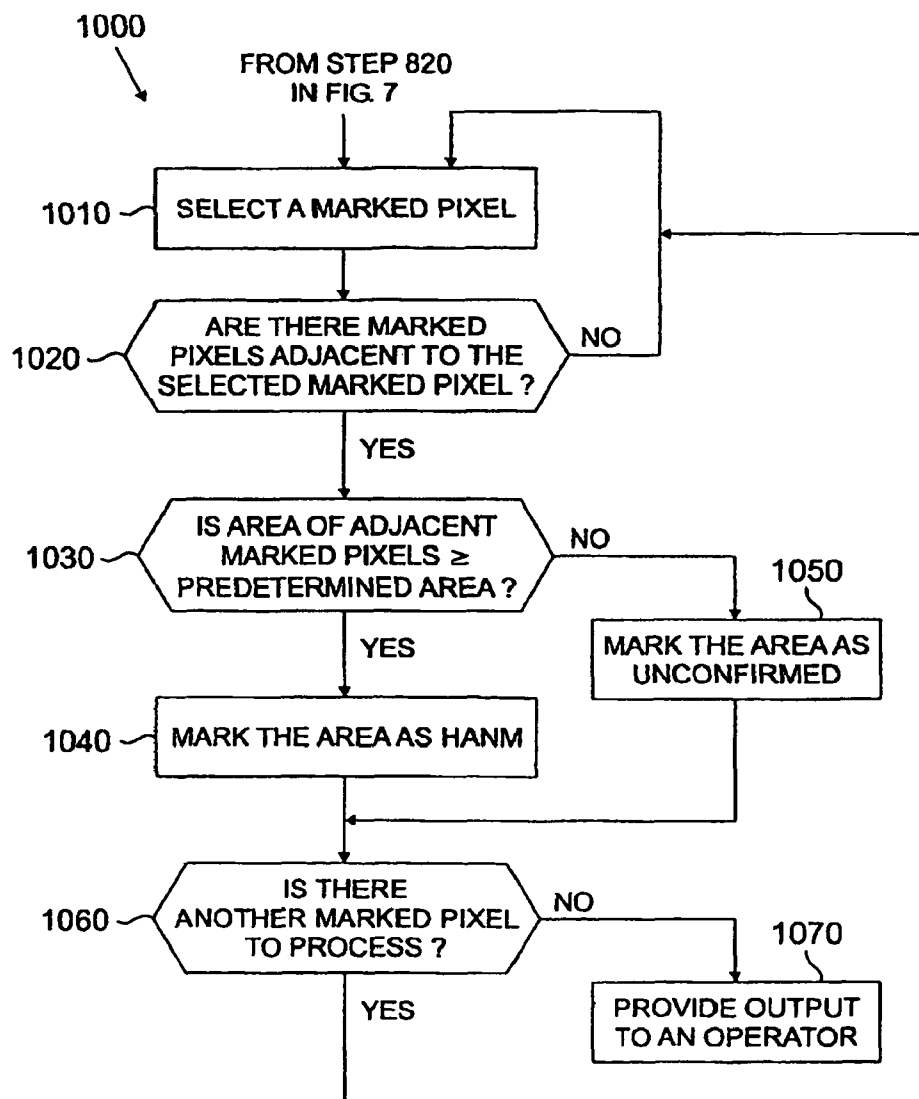 1000
FROM STEP 820
IN FIG. 7
1010
SELECT A MARKED PIXEL
1020
ARE THERE MARKED
PIXELS ADJACENT TO THE
SELECTED MARKED PIXEL ?
NO
YES
1030
IS AREA OF ADJACENT
MARKED PIXELS ≥
PREDETERMINED AREA ?
NO
1050
MARK THE AREA AS
UNCONFIRMED
YES
1040
MARK THE AREA AS HANM
1060
IS THERE
ANOTHER MARKED PIXEL
TO PROCESS ?
NO
1070
PROVIDE OUTPUT
TO AN OPERATOR
YES